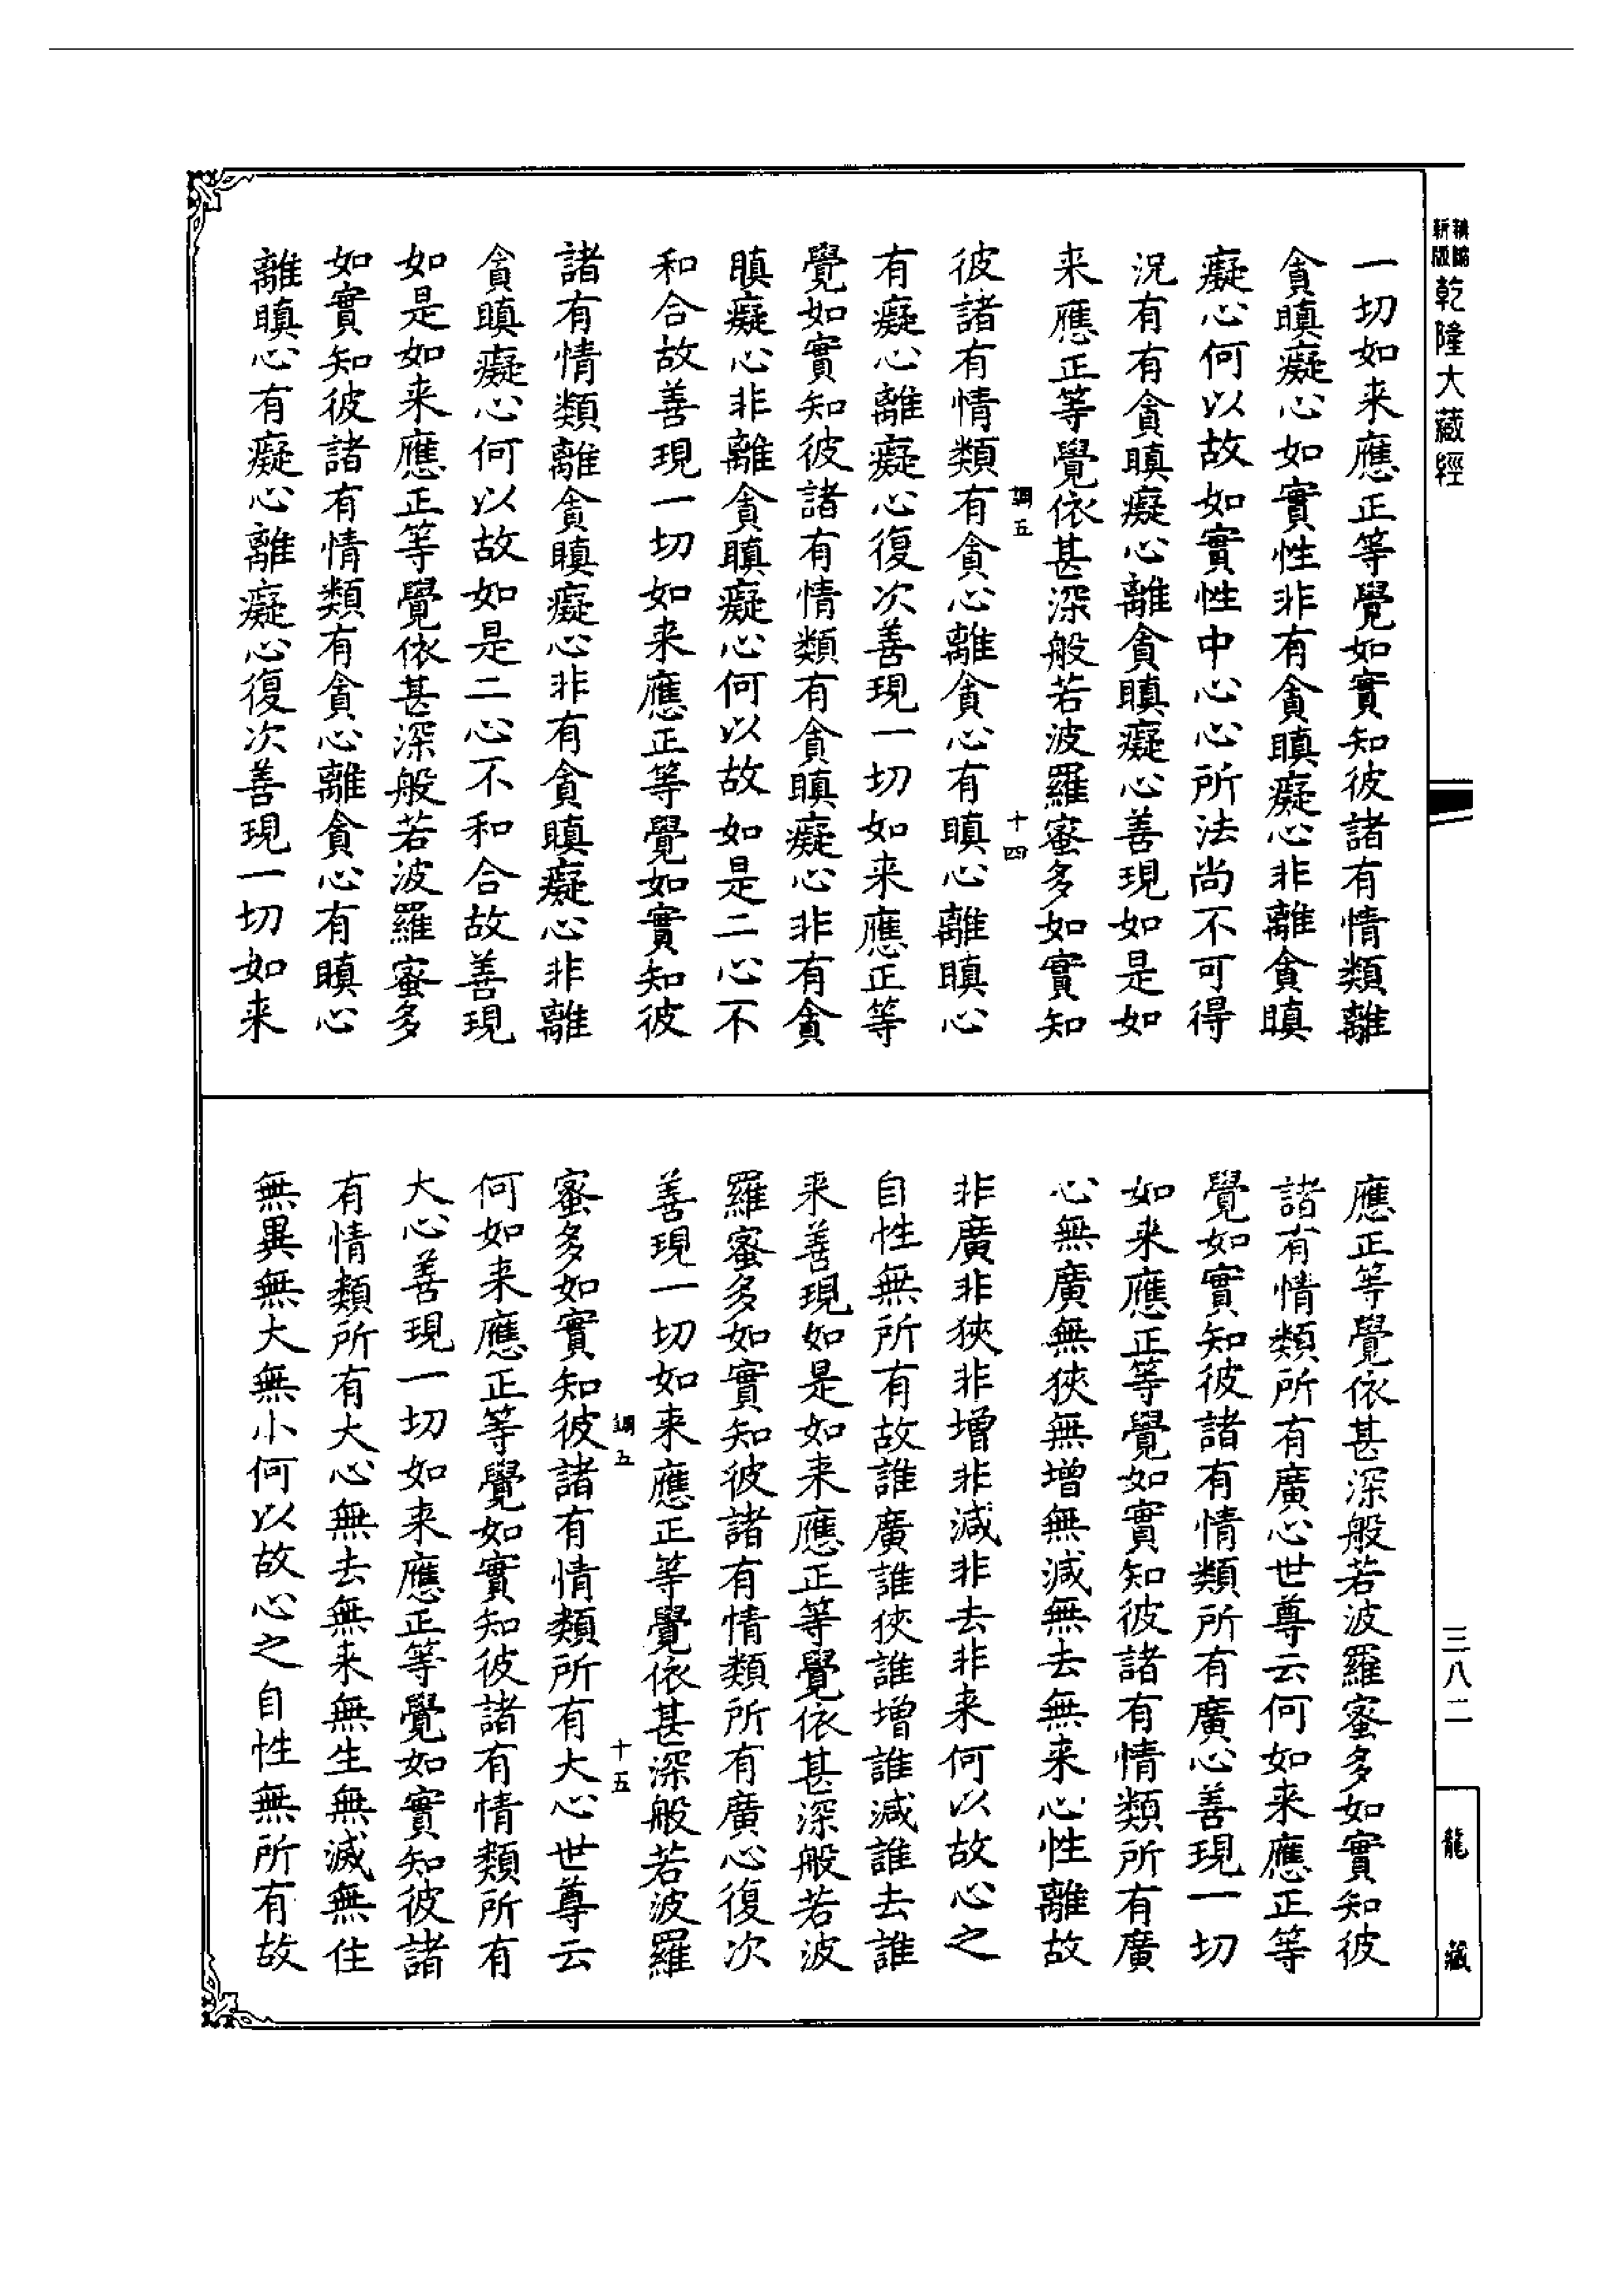 新版
乾隆大藏經
三八二
龍藏
一切如来應正等覺如實知彼諸有情類離
貪瞋癡心如實性非有貪瞋癡心非離貪瞋
癡心何以故如實性中心心所法尚不可得
況有有貪瞋癡心離貪瞋癡心善現如是如
来應正等覺依甚深般若波羅蜜多如實知
調五
十四
彼諸有情類有貪心離貪心有瞋心離瞋心
有癡心離癡心復次善現一切如来應正等
覺如實知彼諸有情類有貪瞋癡心非有貪
瞋癡心非離貪瞋癡心何以故如是二心不
和合故善現一切如来應正等覺如實知彼
諸有情類離貪瞋癡心非有貪瞋癡心非離
貪瞋癡心何以故如是二心不和合故善現
如是如来應正等覺依甚深般若波羅蜜多
如實知彼諸有情類有貪心離貪心有瞋心
離瞋心有癡心離癡心復次善現一切如来
應正等覺依甚深般若波羅蜜多如實知彼
諸有情類所有廣心世尊云何如来應正等
覺如實知彼諸有情類所有廣心善現一切
如来應正等覺如實知彼諸有情類所有廣
心無廣無狹無增無減無去無来心性離故
非廣非狹非增非減非去非来何以故心之
自性無所有故誰廣誰狹誰增誰減誰去誰
来善現如是如来應正等覺依甚深般若波
羅蜜多如實知彼諸有情類所有廣心復次
善現一切如来應正等覺依甚深般若波羅
調五
十五
蜜多如實知彼諸有情類所有大心世尊云
何如来應正等覺如實知彼諸有情類所有
大心善現一切如来應正等覺如實知彼諸
有情類所有大心無去無来無生無滅無住
無異無大無小何以故心之自性無所有故